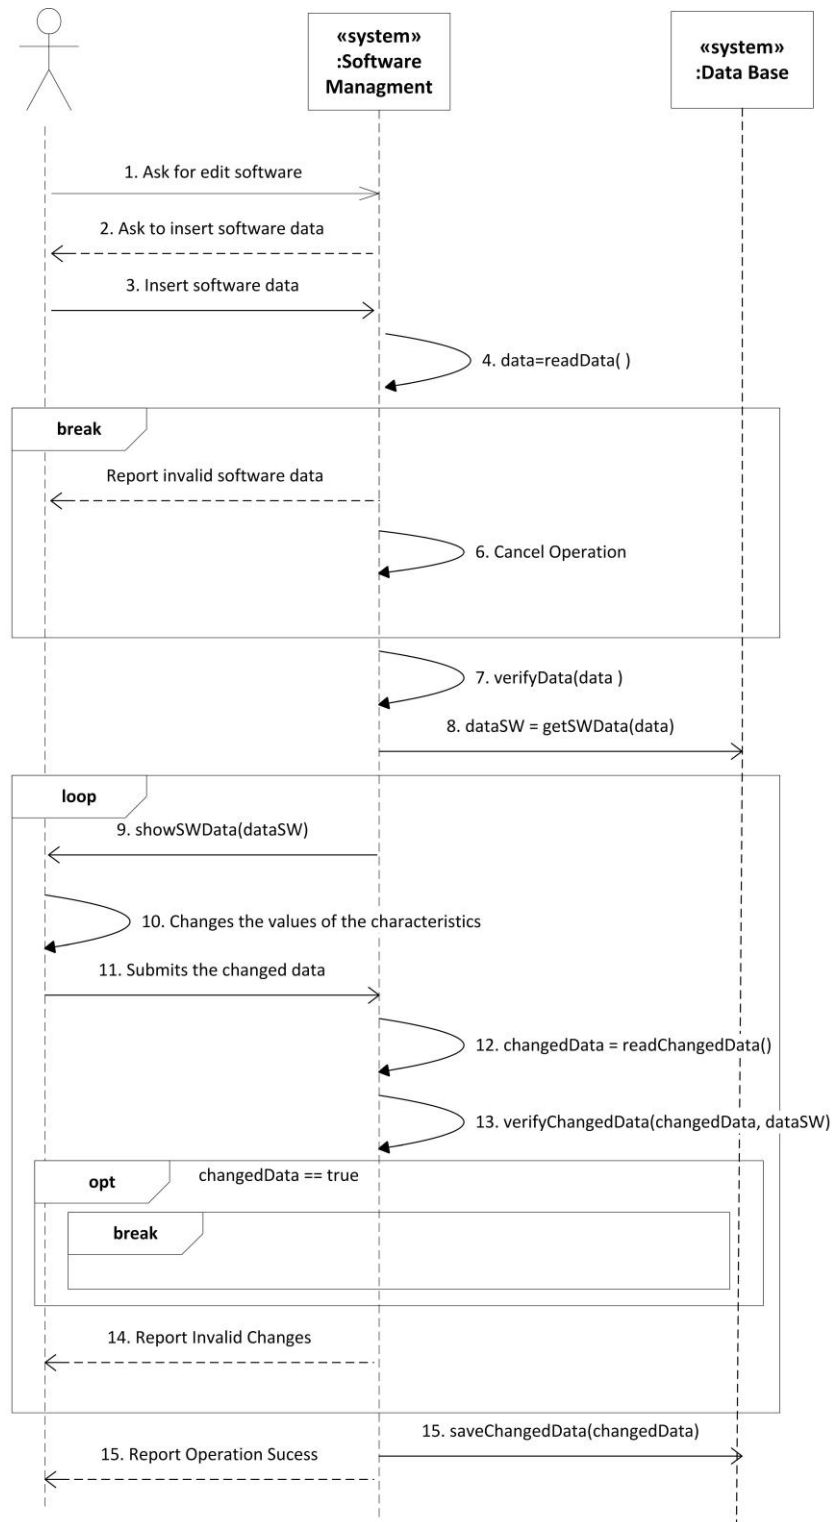 «system»
:Software
Managment
«system»
:Data Base
1. Ask for edit software
2. Ask to insert software data
3. Insert software data
4. data=readData( )
break
Report invalid software data
6. Cancel Operation
7. verifyData(data )
8. dataSW = getSWData(data)
loop
9. showSWData(dataSW)
10. Changes the values of the characteristics
11. Submits the changed data
12. changedData = readChangedData()
13. verifyChangedData(changedData, dataSW)
opt
changedData == true
break
14. Report Invalid Changes
15. saveChangedData(changedData)
15. Report Operation Sucess